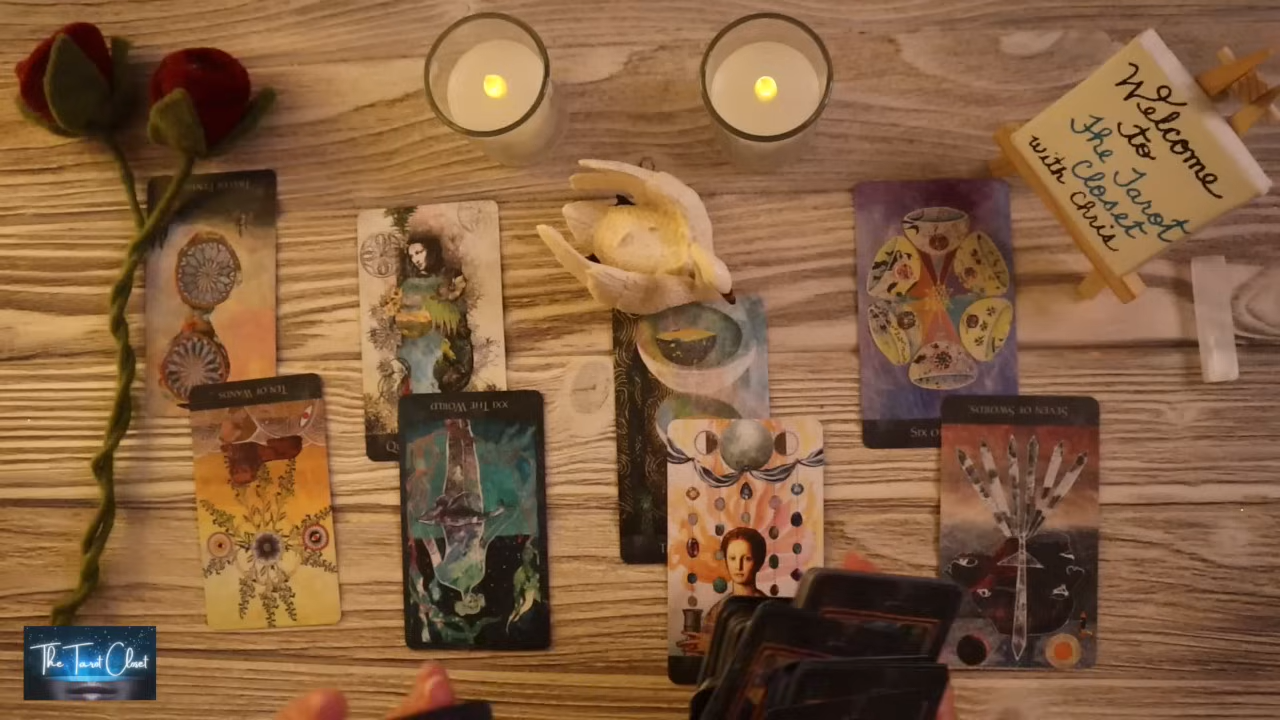 Welcome
to
The Tarot
Closet
with Chris
TEN OF WANDS
XXI THE WORLD
SEVEN OF SWORDS
The Tarot Closet